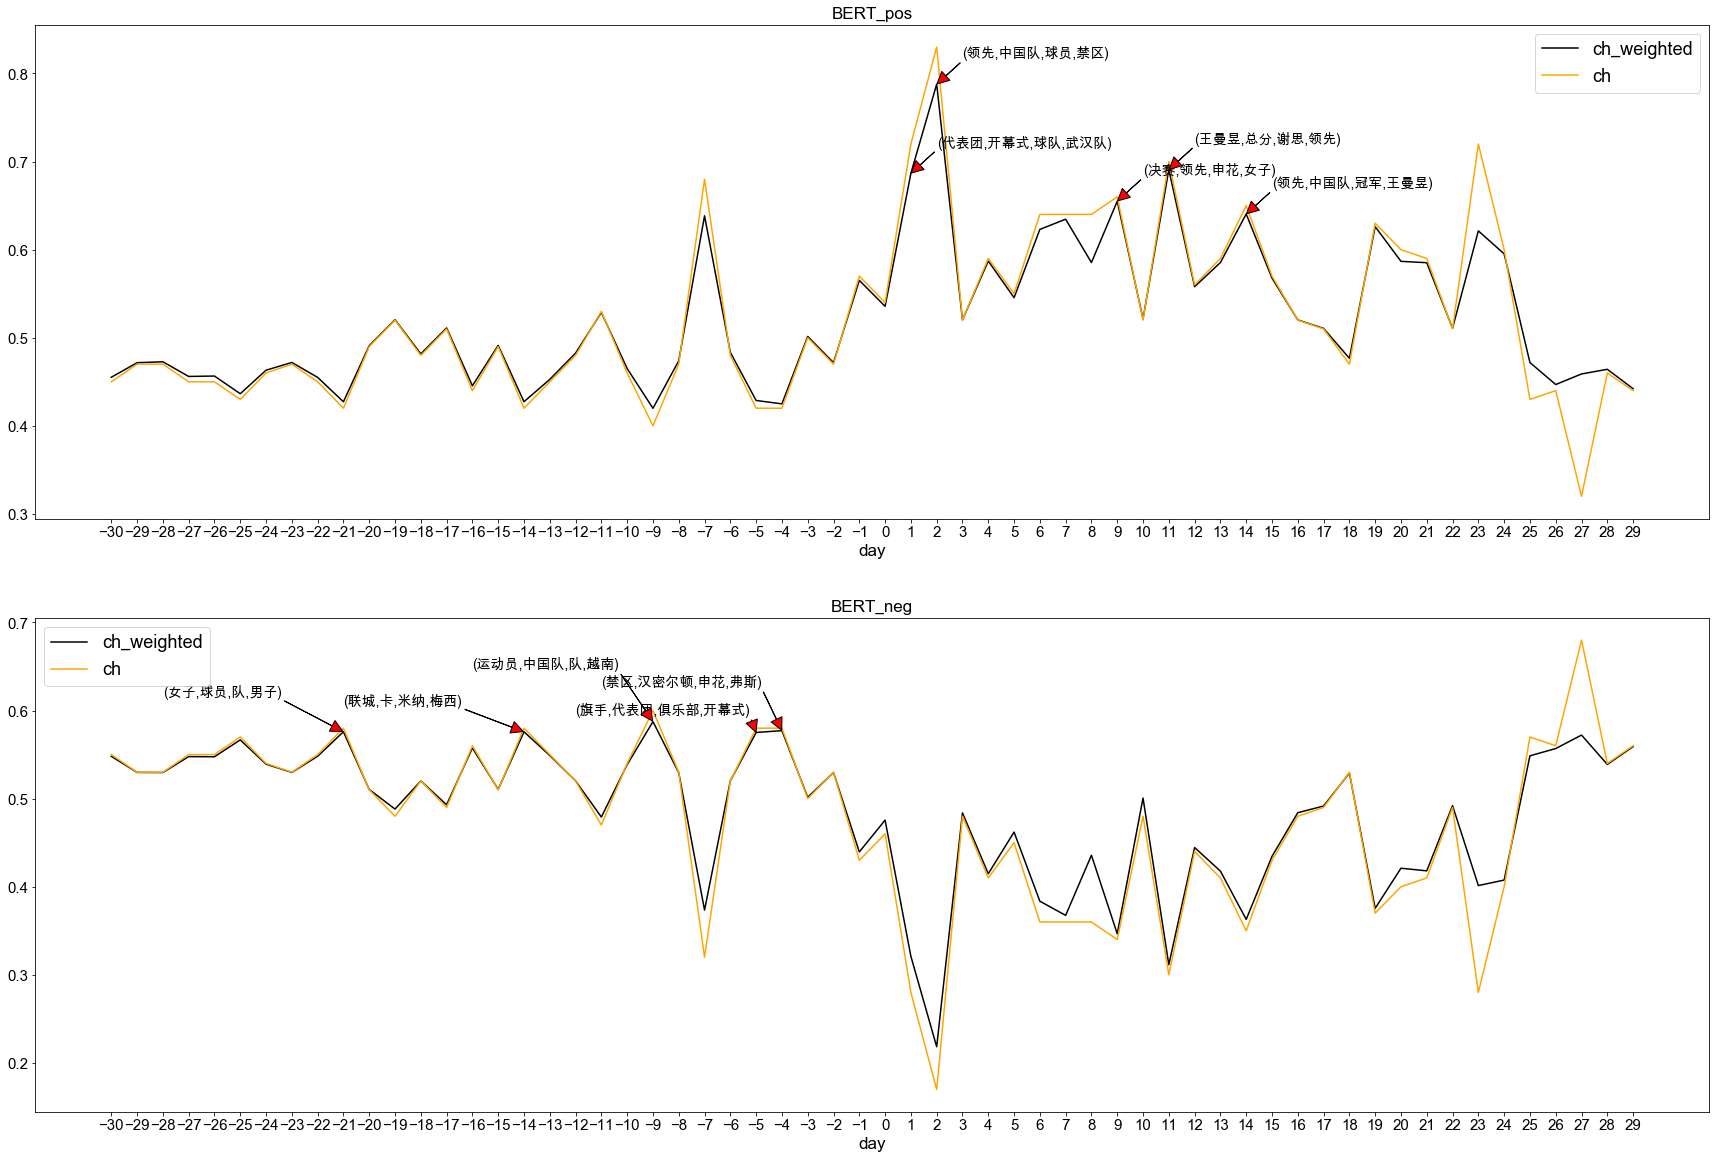 BERT_pos
0.8
0.7
0.6
0.5
0.4
0.3
ch_weighted
ch
(领先,中国队,球员,禁区)
(代表团,开幕式,球队,武汉队)
(王曼昱,总分,谢思,领先)
(决赛,领先,申花,女子)
(领先,中国队,冠军,王曼昱)
−30 −29 −28 −27 −26 −25 −24 −23 −22 −21 −20 −19 −18 −17 −16 −15 −14 −13 −12 −11 −10 −9 −8 −7 −6 −5 −4 −3 −2 −1 0 1 2 3 4 5 6 7 8 9 10 11 12 13 14 15 16 17 18 19 20 21 22 23 24 25 26 27 28 29
day
BERT_neg
0.7
0.6
0.5
0.4
0.3
0.2
ch_weighted
ch
(运动员,中国队,队,越南)
(禁区,汉密尔顿,申花,弗斯)
(女子,球员,队,男子)
(联城,卡,米纳,梅西)
(旗手,代表团,俱乐部,开幕式)
−30 −29 −28 −27 −26 −25 −24 −23 −22 −21 −20 −19 −18 −17 −16 −15 −14 −13 −12 −11 −10 −9 −8 −7 −6 −5 −4 −3 −2 −1 0 1 2 3 4 5 6 7 8 9 10 11 12 13 14 15 16 17 18 19 20 21 22 23 24 25 26 27 28 29
day